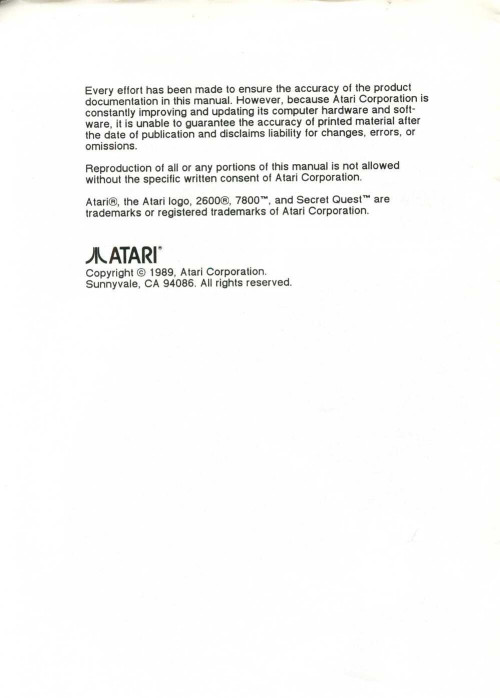 Every effort has been made to ensure the accuracy of the product
documentation in this manual. However, because Atari Corporation is
constantly improving and updating its computer hardware and soft-
ware, it is unable to guarantee the accuracy of printed material after
the date of publication and disclaims liability for changes, errors, or
omissions.
Reproduction of all or any portions of this manual is not allowed
without the specific written consent of Atari Corporation.
Atari®, the Atari logo, 2600®, 7800™, and Secret Quest™ are
trademarks or registered trademarks of Atari Corporation.
ATARI®
Copyright © 1989, Atari Corporation.
Sunnyvale, CA 94086. All rights reserved.